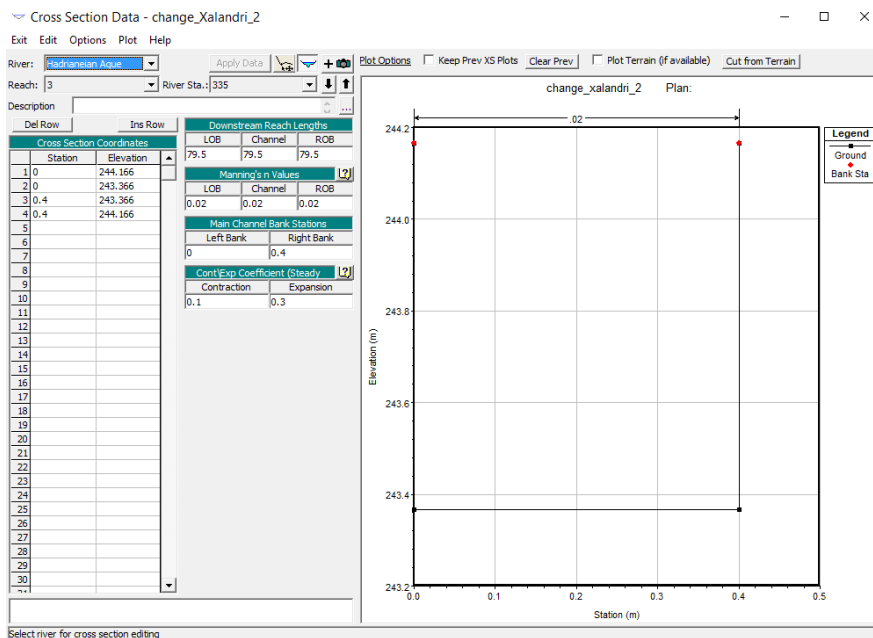 Cross Section Data - change_Xalandri_2
Exit Edit Options Plot Help
River: Hadrianeian Aque Apply Data Plot Options Keep Prev XS Plots Clear Prev Plot Terrain (if available) Cut from Terrain
Reach: 3 River Sta.: 335
Description ...
Del Row Ins Row
Cross Section Coordinates
Station Elevation
1 0 244.166
2 0 243.366
3 0.4 243.366
4 0.4 244.166
5
6
7
8
9
10
11
12
13
14
15
16
17
18
19
20
21
22
23
24
25
26
27
28
29
30
31
Downstream Reach Lengths
LOB Channel ROB
79.5 79.5 79.5
Manning's n Values
LOB Channel ROB
0.02 0.02 0.02
Main Channel Bank Stations
Left Bank Right Bank
0 0.4
Cont\Exp Coefficient (Steady
Contraction Expansion
0.1 0.3
change_xalandri_2 Plan:
.02
244.2
244.0
243.8
243.6
243.4
243.2
Elevation (m)
0.0 0.1 0.2 0.3 0.4 0.5
Station (m)
Legend
Ground
Bank Sta
Select river for cross section editing